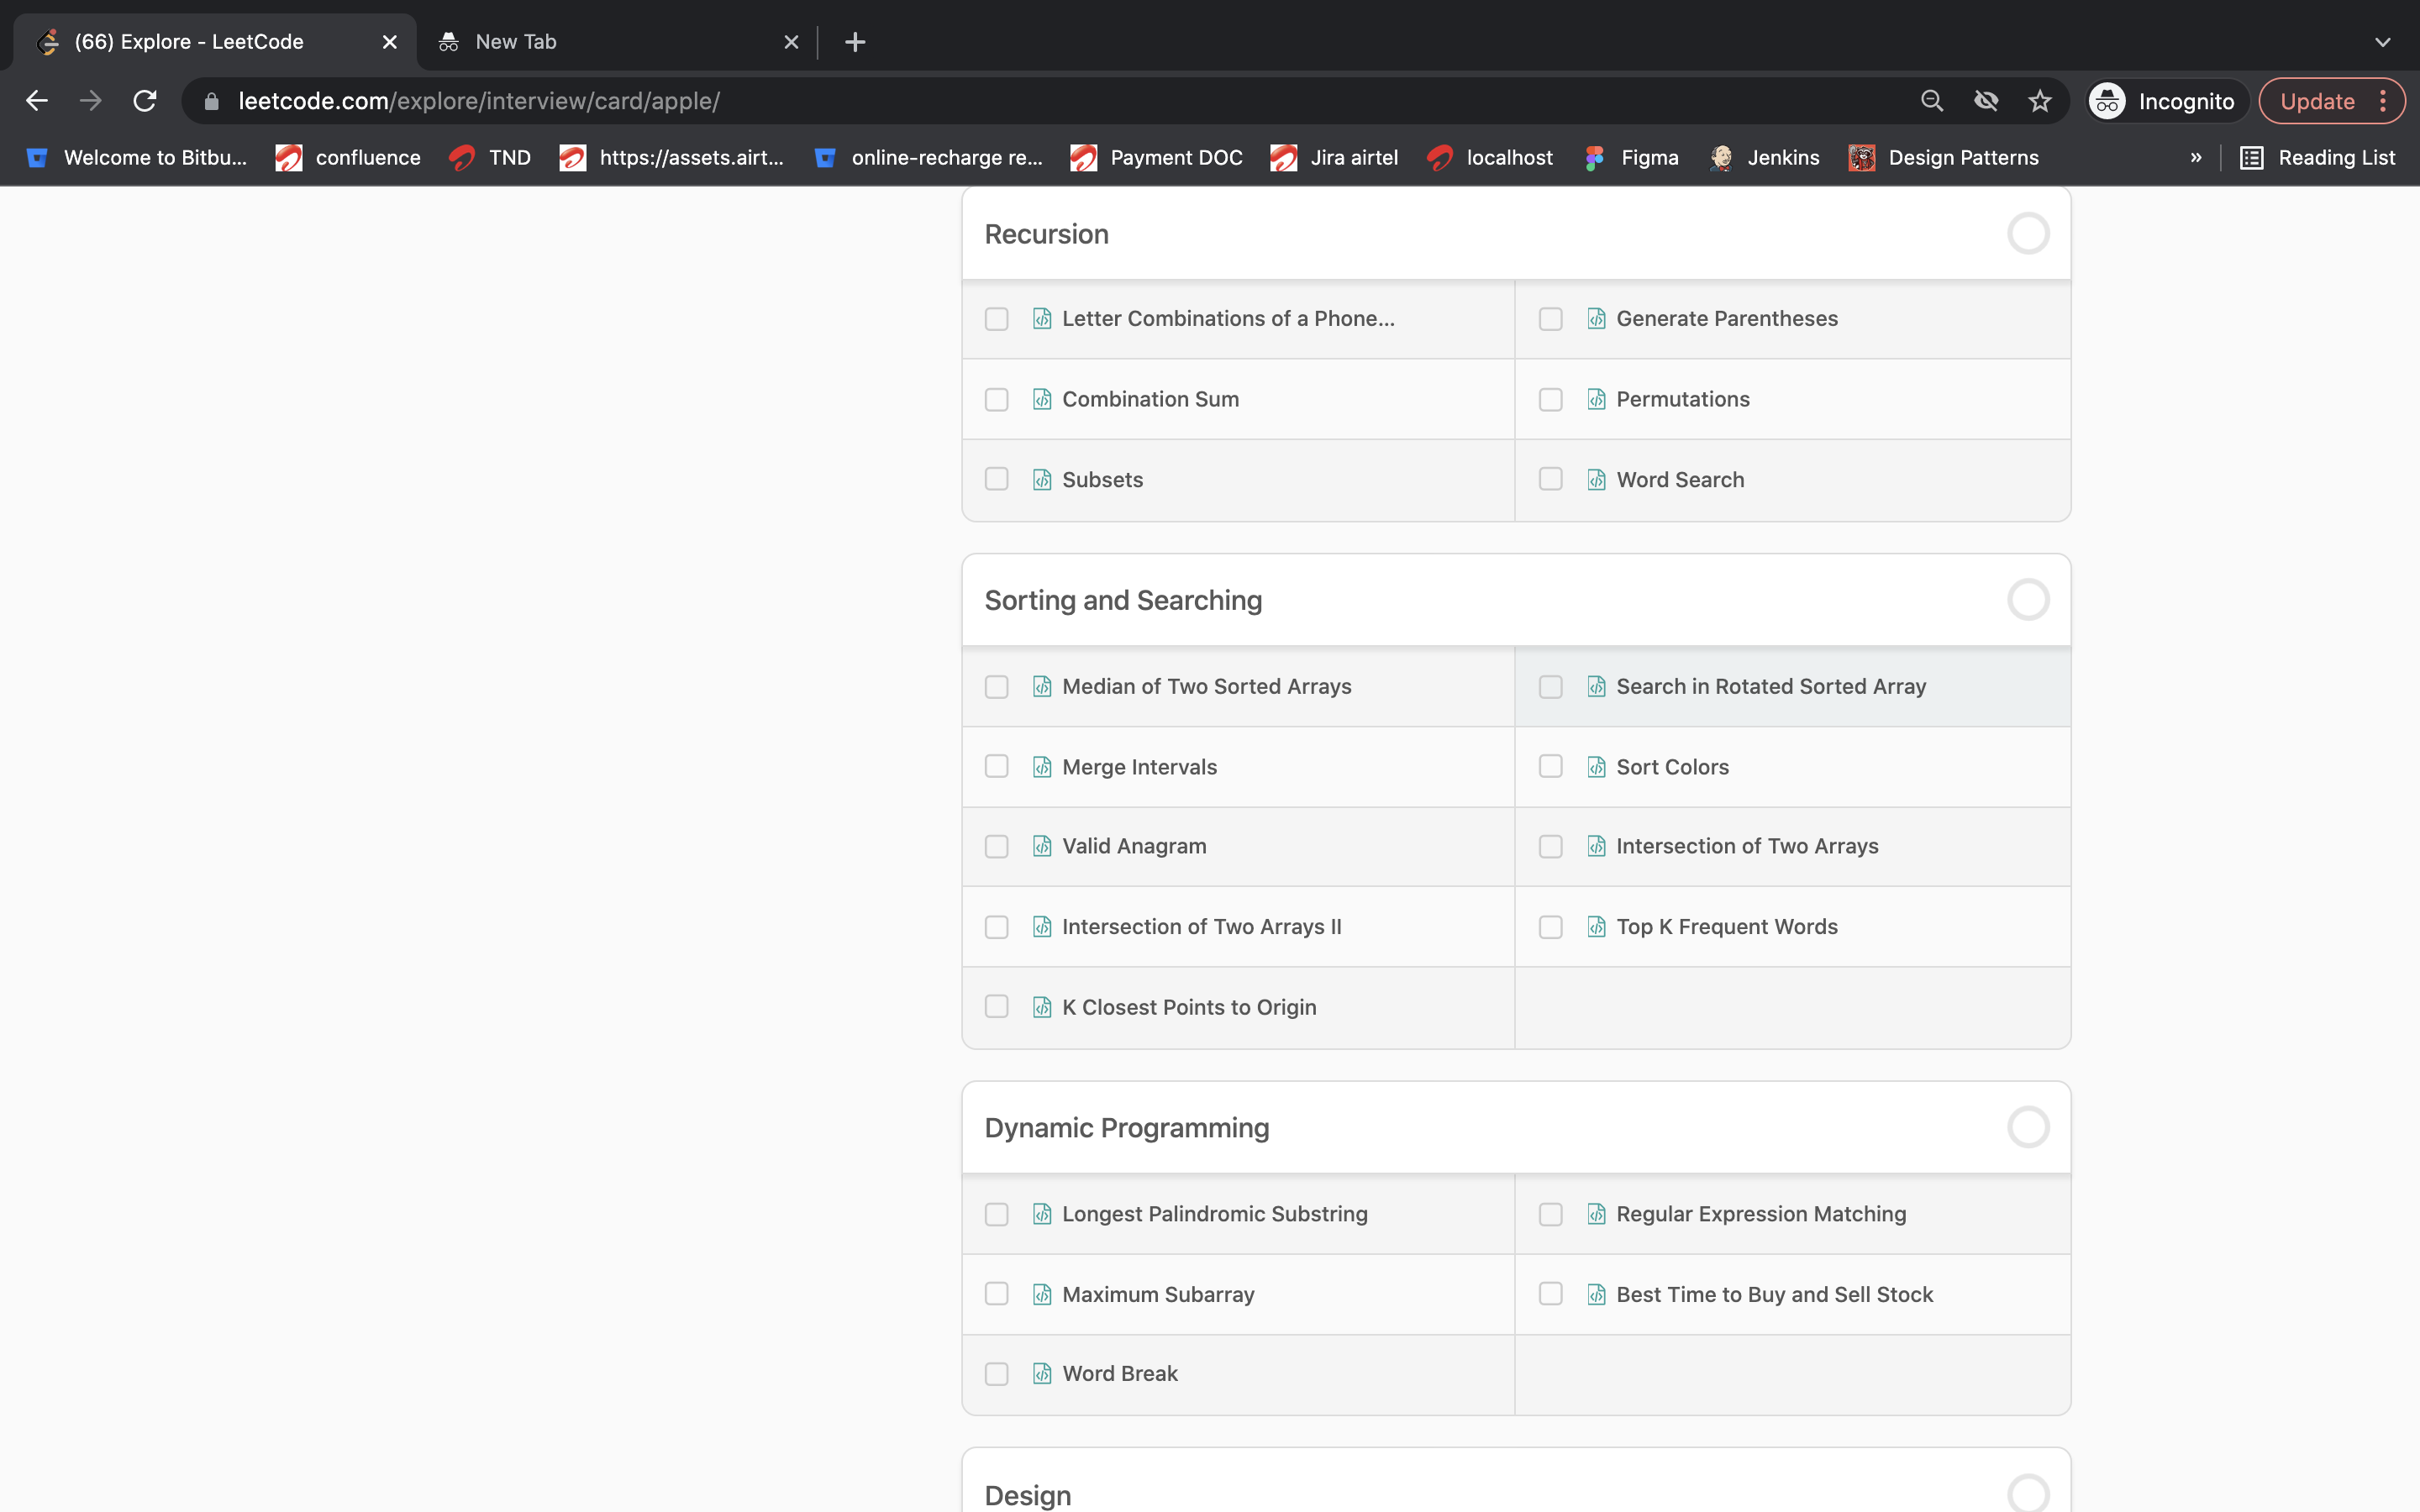 (66) Explore - LeetCode
New Tab
leetcode.com/explore/interview/card/apple/
Incognito
Update
Welcome to Bitbu...
confluence
TND
https://assets.airt...
online-recharge re...
Payment DOC
Jira airtel
localhost
Figma
Jenkins
Design Patterns
»
Reading List
Recursion
Letter Combinations of a Phone...
Generate Parentheses
Combination Sum
Permutations
Subsets
Word Search
Sorting and Searching
Median of Two Sorted Arrays
Search in Rotated Sorted Array
Merge Intervals
Sort Colors
Valid Anagram
Intersection of Two Arrays
Intersection of Two Arrays II
Top K Frequent Words
K Closest Points to Origin
Dynamic Programming
Longest Palindromic Substring
Regular Expression Matching
Maximum Subarray
Best Time to Buy and Sell Stock
Word Break
Design